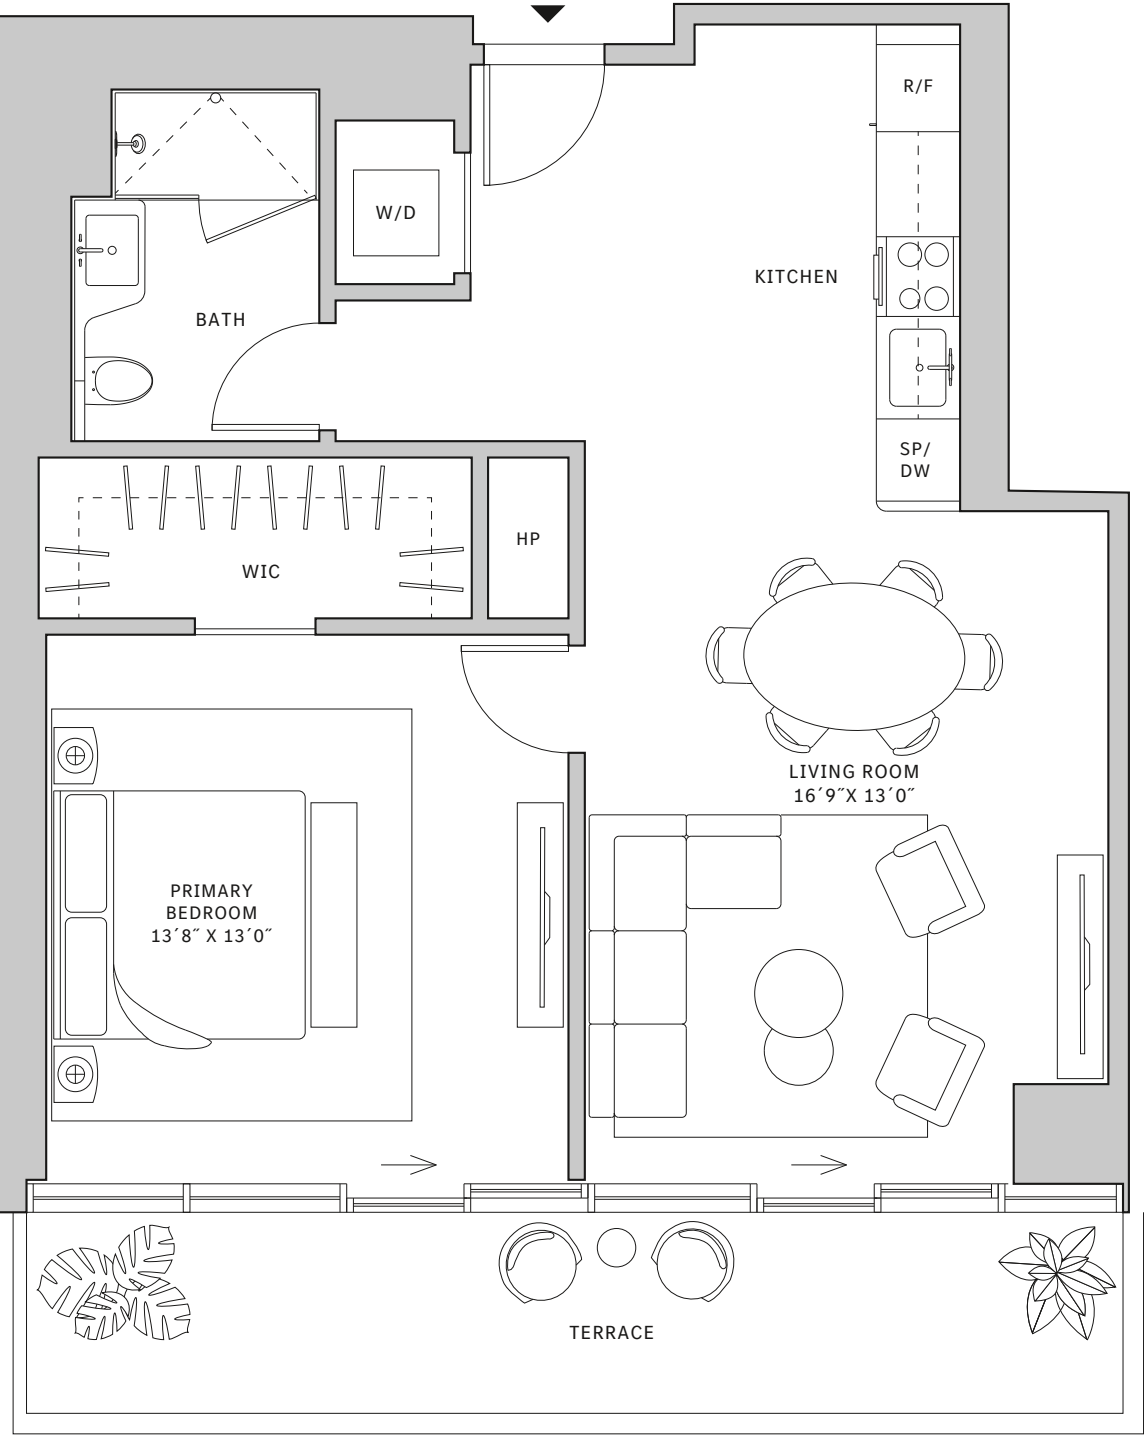 R/F
W/D
KITCHEN
BATH
SP/
DW
HP
WIC
LIVING ROOM
16´9˝X 13´0˝
PRIMARY
BEDROOM
13´8˝ X 13´0˝
TERRACE